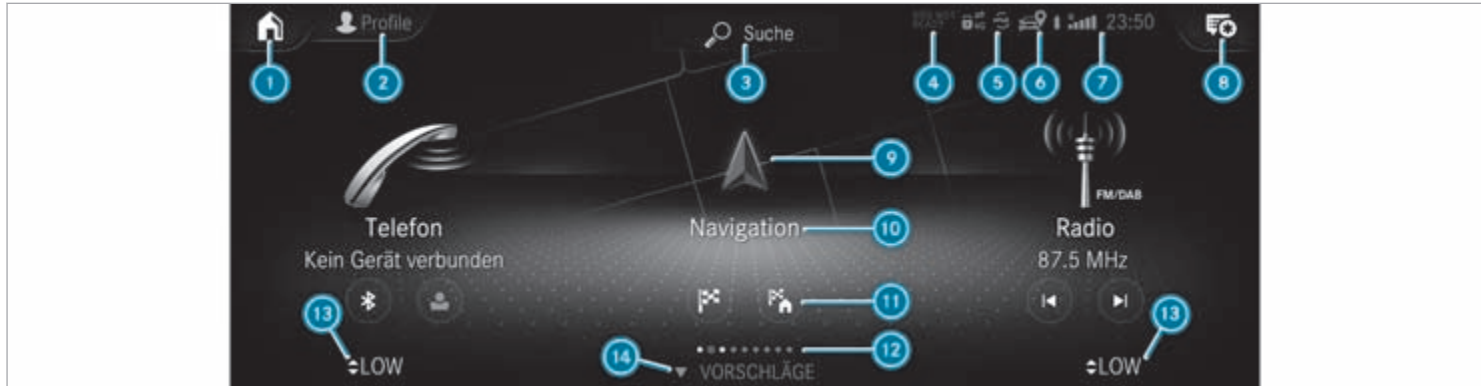 Profile
Suche
23:50
1
2
3
4
5
6
7
8
9
FM/DAB
Telefon
Navigation
10
Radio
Kein Gerät verbunden
87.5 MHz
11
13
13
12
14
LOW
VORSCHLÄGE
LOW